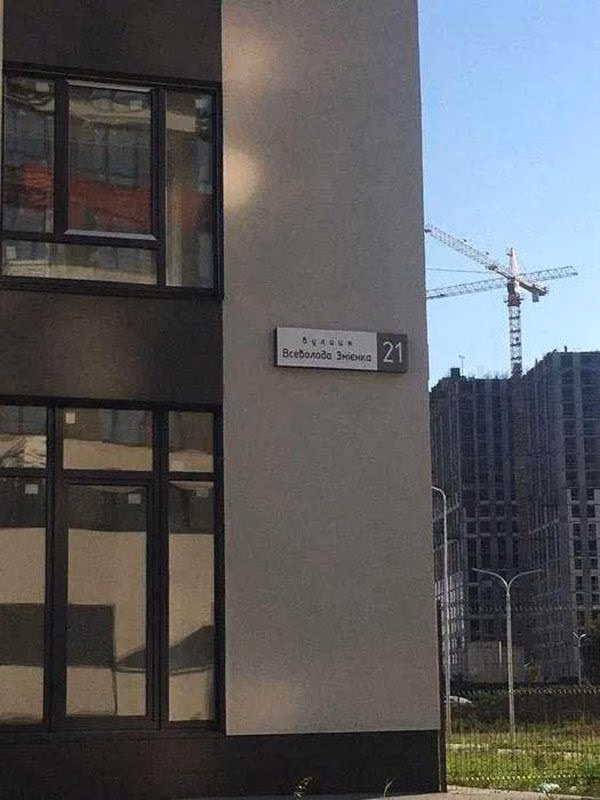 вулиця
Всеволода Змієнка
21